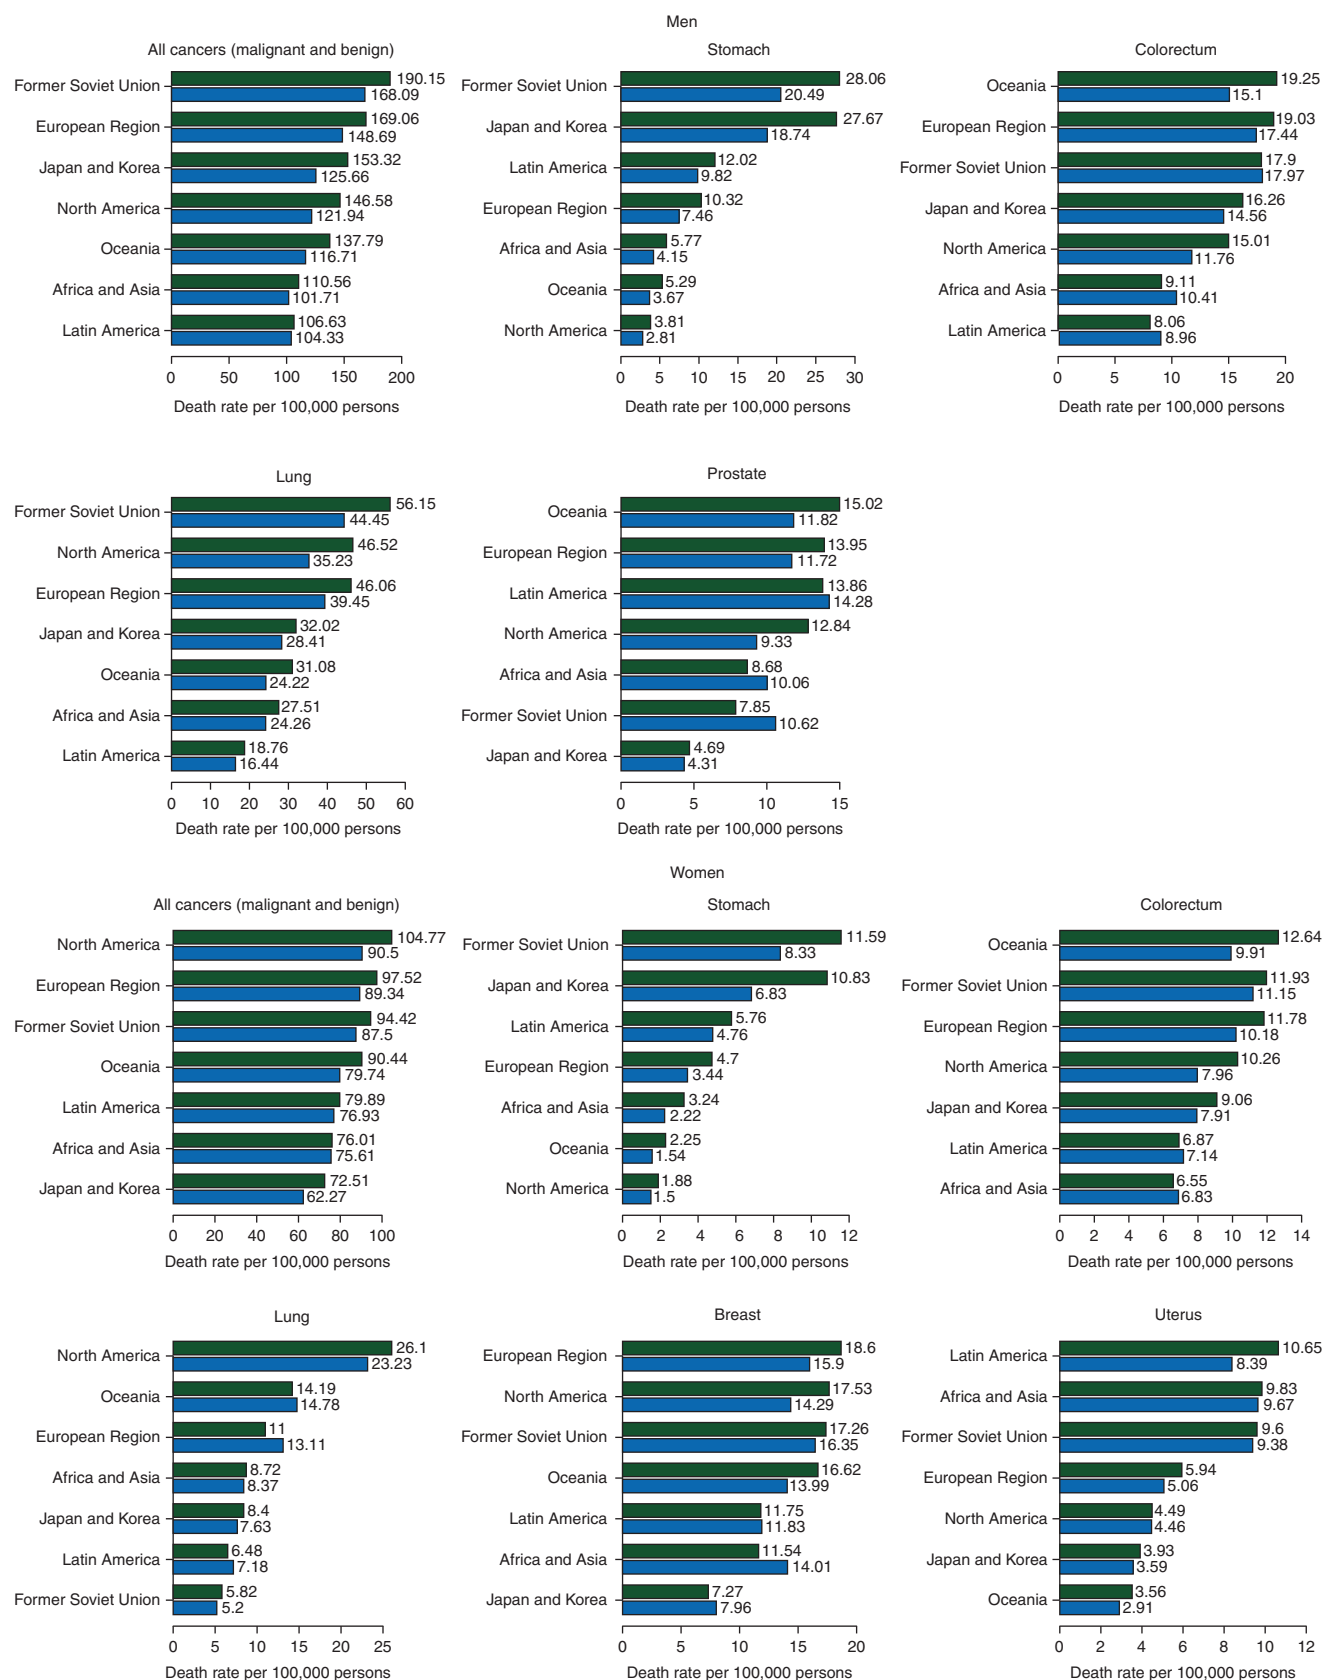 Men
All cancers (malignant and benign)
Former Soviet Union 190.15
168.09
European Region 169.06
148.69
Japan and Korea 153.32
125.66
North America 146.58
121.94
Oceania 137.79
116.71
Africa and Asia 110.56
101.71
Latin America 106.63
104.33
0 50 100 150 200
Death rate per 100,000 persons
Stomach
Former Soviet Union 28.06
20.49
Japan and Korea 27.67
18.74
Latin America 12.02
9.82
European Region 10.32
7.46
Africa and Asia 5.77
4.15
Oceania 5.29
3.67
North America 3.81
2.81
0 5 10 15 20 25 30
Death rate per 100,000 persons
Colorectum
Oceania 19.25
15.1
European Region 19.03
17.44
Former Soviet Union 17.9
17.97
Japan and Korea 16.26
14.56
North America 15.01
11.76
Africa and Asia 9.11
10.41
Latin America 8.06
8.96
0 5 10 15 20
Death rate per 100,000 persons
Lung
Former Soviet Union 56.15
44.45
North America 46.52
35.23
European Region 46.06
39.45
Japan and Korea 32.02
28.41
Oceania 31.08
24.22
Africa and Asia 27.51
24.26
Latin America 18.76
16.44
0 10 20 30 40 50 60
Death rate per 100,000 persons
Prostate
Oceania 15.02
11.82
European Region 13.95
11.72
Latin America 13.86
14.28
North America 12.84
9.33
Africa and Asia 8.68
10.06
Former Soviet Union 7.85
10.62
Japan and Korea 4.69
4.31
0 5 10 15
Death rate per 100,000 persons
Women
All cancers (malignant and benign)
North America 104.77
90.5
European Region 97.52
89.34
Former Soviet Union 94.42
87.5
Oceania 90.44
79.74
Latin America 79.89
76.93
Africa and Asia 76.01
75.61
Japan and Korea 72.51
62.27
0 20 40 60 80 100
Death rate per 100,000 persons
Stomach
Former Soviet Union 11.59
8.33
Japan and Korea 10.83
6.83
Latin America 5.76
4.76
European Region 4.7
3.44
Africa and Asia 3.24
2.22
Oceania 2.25
1.54
North America 1.88
1.5
0 2 4 6 8 10 12
Death rate per 100,000 persons
Colorectum
Oceania 12.64
9.91
Former Soviet Union 11.93
11.15
European Region 11.78
10.18
North America 10.26
7.96
Japan and Korea 9.06
7.91
Latin America 6.87
7.14
Africa and Asia 6.55
6.83
0 2 4 6 8 10 12 14
Death rate per 100,000 persons
Lung
North America 26.1
23.23
Oceania 14.19
14.78
European Region 11
13.11
Africa and Asia 8.72
8.37
Japan and Korea 8.4
7.63
Latin America 6.48
7.18
Former Soviet Union 5.82
5.2
0 5 10 15 20 25
Death rate per 100,000 persons
Breast
European Region 18.6
15.9
North America 17.53
14.29
Former Soviet Union 17.26
16.35
Oceania 16.62
13.99
Latin America 11.75
11.83
Africa and Asia 11.54
14.01
Japan and Korea 7.27
7.96
0 5 10 15 20
Death rate per 100,000 persons
Uterus
Latin America 10.65
8.39
Africa and Asia 9.83
9.67
Former Soviet Union 9.6
9.38
European Region 5.94
5.06
North America 4.49
4.46
Japan and Korea 3.93
3.59
Oceania 3.56
2.91
0 2 4 6 8 10 12
Death rate per 100,000 persons